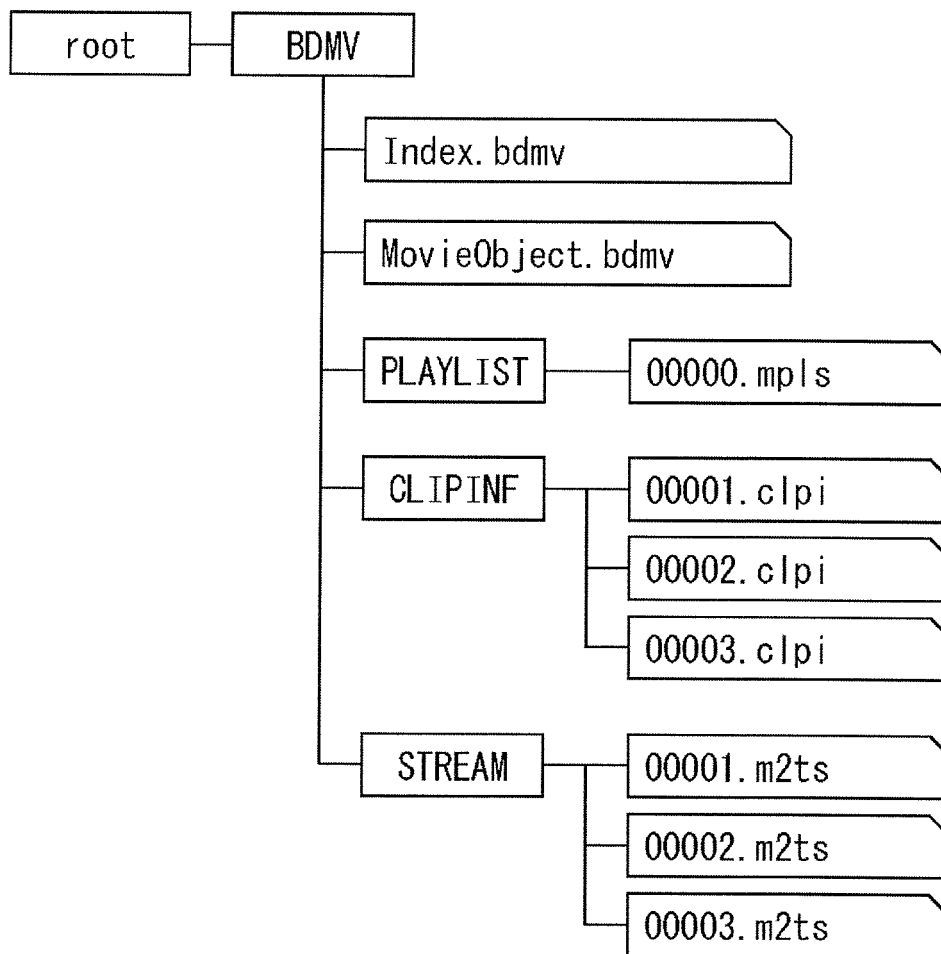 root
BDMV
Index.bdmv
MovieObject.bdmv
PLAYLIST
00000.mpls
CLIPINF
00001.clpi
00002.clpi
00003.clpi
STREAM
00001.m2ts
00002.m2ts
00003.m2ts